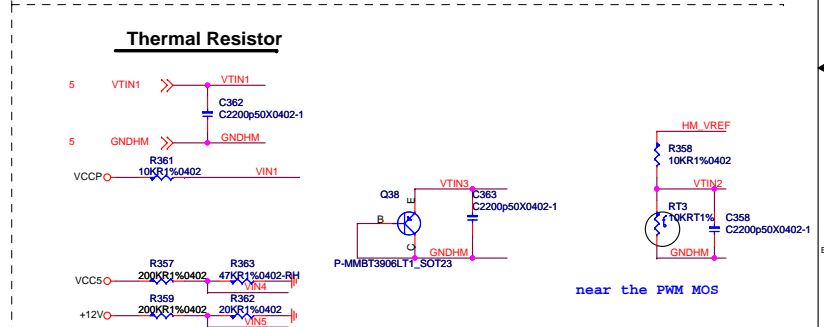 Thermal Resistor
5 VTIN1 VTIN1
C362
C2200p50X0402-1
5 GNDHM GNDHM
R361
10KR1%0402
VCCP VIN1
R357 R363
200KR1%0402 47KR1%0402-RH
VCC5 VIN4
R359 R362
200KR1%0402 20KR1%0402
+12V VIN5
Q38 VTIN3
E
B
C
C363
C2200p50X0402-1
GNDHM
P-MMBT3906LT1_SOT23
HM_VREF
R358
10KR1%0402
VTIN2
RT3
10KRT1%
C358
C2200p50X0402-1
GNDHM
near the PWM MOS